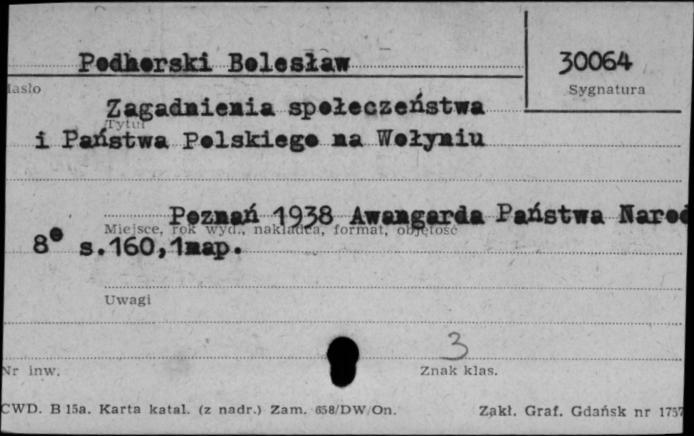 Podhorski Bolesław
30064
Hasło
Sygnatura
Zagadnienia społeczeństwa
Tytuł
i Państwa Polskiego na Wołyniu
Poznań 1938 Awangarda Państwa Narod
Miejsce, rok wyd., nakładca, format, objętość
8° s.160,1map.
Uwagi
3
Nr inw.
Znak klas.
CWD. B 15a. Karta katal. (z nadr.) Zam. 658/DW/On.
Zakł. Graf. Gdańsk nr 1757